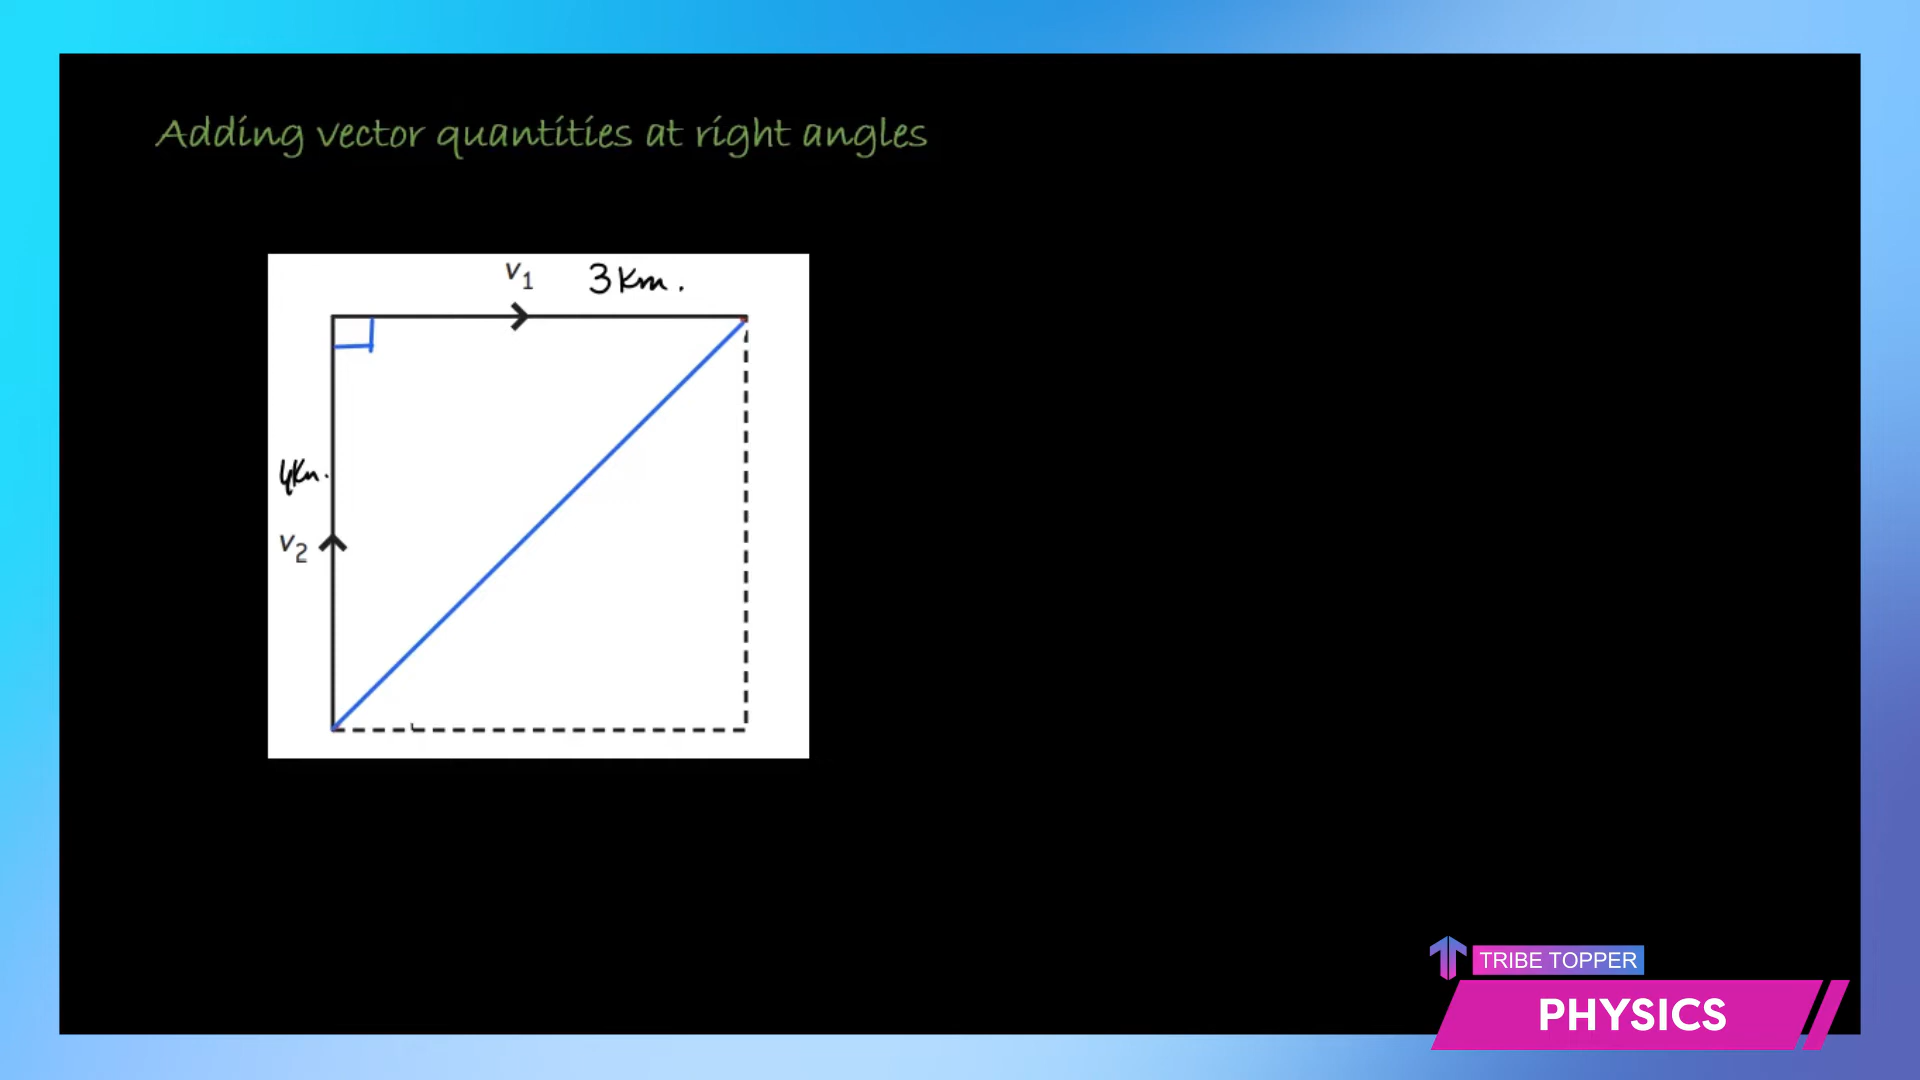 Adding vector quantities at right angles
v1 3 Km.
4Km.
v2
TRIBE TOPPER
PHYSICS